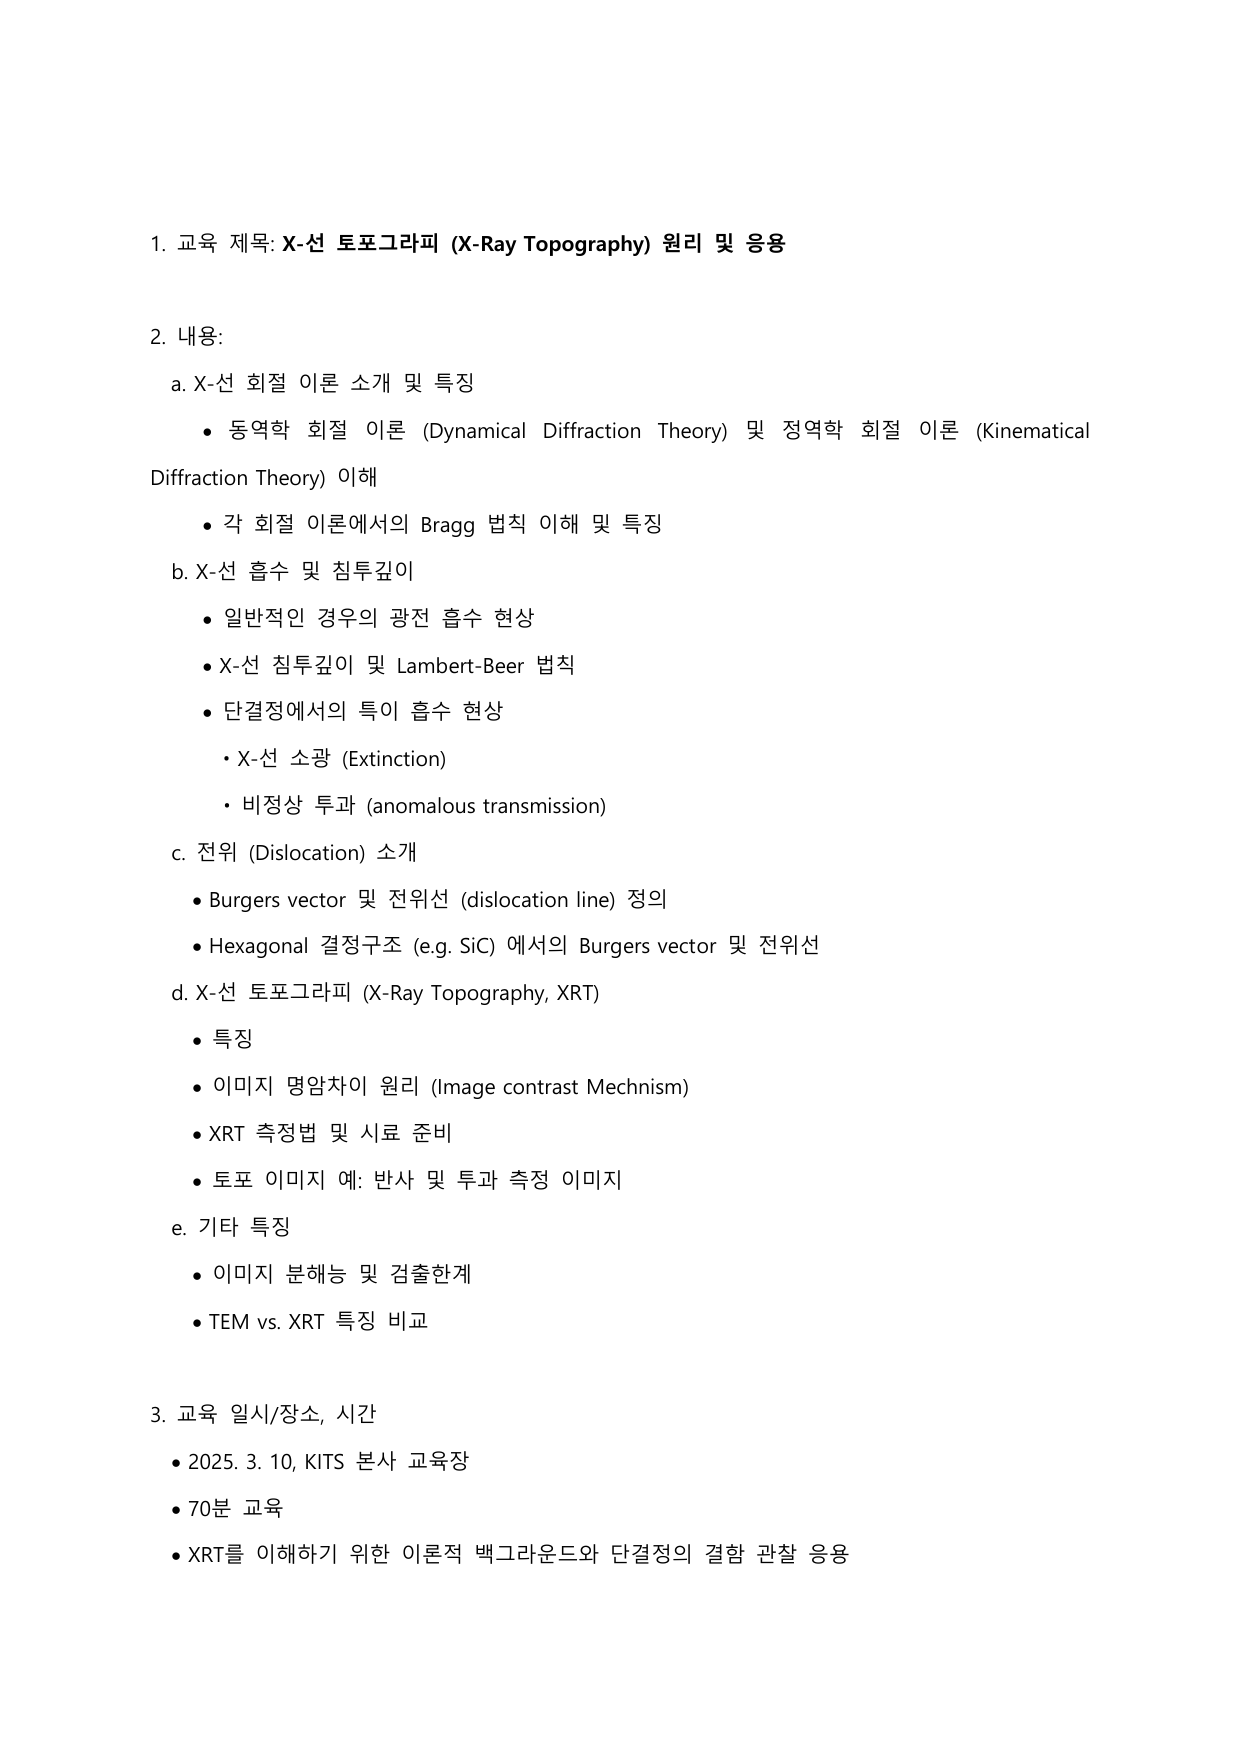 1. 교육 제목: X-선 토포그라피 (X-Ray Topography) 원리 및 응용
2. 내용:
a. X-선 회절 이론 소개 및 특징
• 동역학 회절 이론 (Dynamical Diffraction Theory) 및 정역학 회절 이론 (Kinematical
Diffraction Theory) 이해
• 각 회절 이론에서의 Bragg 법칙 이해 및 특징
b. X-선 흡수 및 침투깊이
• 일반적인 경우의 광전 흡수 현상
• X-선 침투깊이 및 Lambert-Beer 법칙
• 단결정에서의 특이 흡수 현상
• X-선 소광 (Extinction)
• 비정상 투과 (anomalous transmission)
c. 전위 (Dislocation) 소개
• Burgers vector 및 전위선 (dislocation line) 정의
• Hexagonal 결정구조 (e.g. SiC) 에서의 Burgers vector 및 전위선
d. X-선 토포그라피 (X-Ray Topography, XRT)
• 특징
• 이미지 명암차이 원리 (Image contrast Mechnism)
• XRT 측정법 및 시료 준비
• 토포 이미지 예: 반사 및 투과 측정 이미지
e. 기타 특징
• 이미지 분해능 및 검출한계
• TEM vs. XRT 특징 비교
3. 교육 일시/장소, 시간
• 2025. 3. 10, KITS 본사 교육장
• 70분 교육
• XRT를 이해하기 위한 이론적 백그라운드와 단결정의 결함 관찰 응용